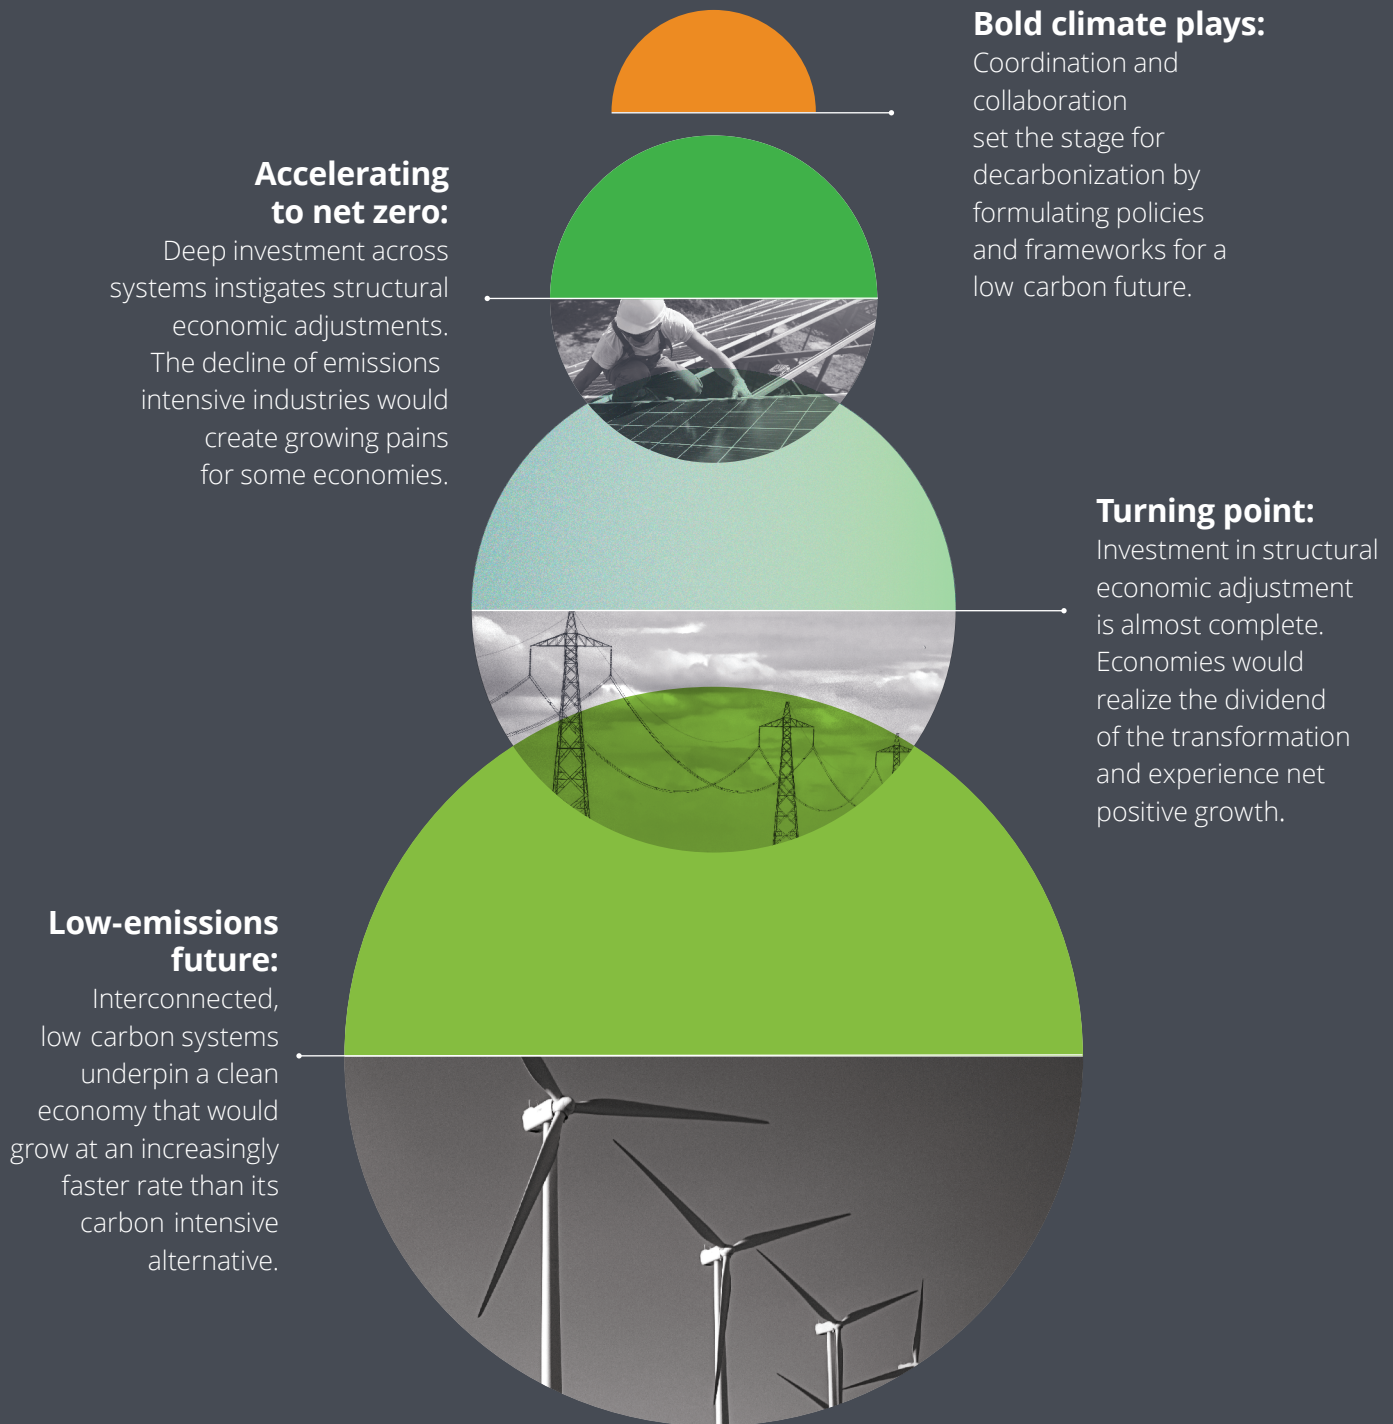 Bold climate plays:
Coordination and
collaboration
set the stage for
decarbonization by
formulating policies
and frameworks for a
low carbon future.
Accelerating
to net zero:
Deep investment across
systems instigates structural
economic adjustments.
The decline of emissions
intensive industries would
create growing pains
for some economies.
Turning point:
Investment in structural
economic adjustment
is almost complete.
Economies would
realize the dividend
of the transformation
and experience net
positive growth.
Low-emissions
future:
Interconnected,
low carbon systems
underpin a clean
economy that would
grow at an increasingly
faster rate than its
carbon intensive
alternative.